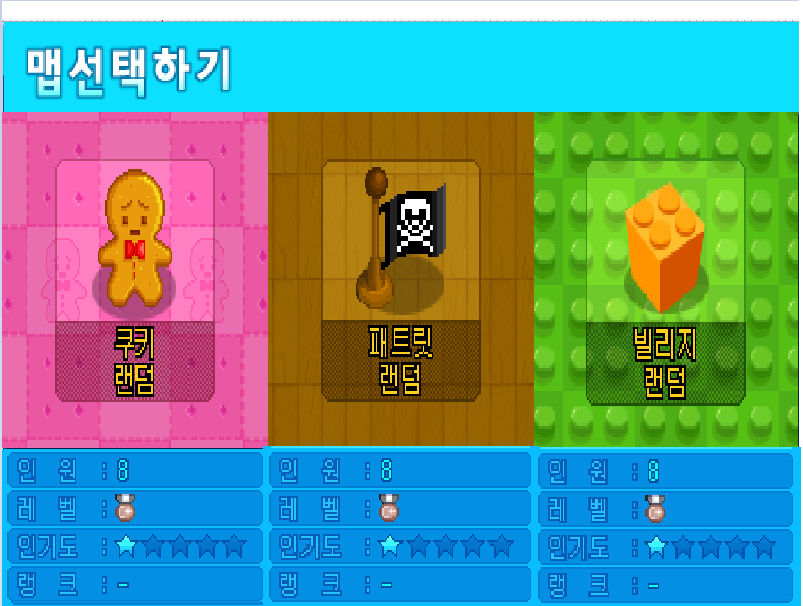 맵선택하기
쿠키
랜덤
패트릿
랜덤
빌리지
랜덤
인 원 : 8
레 벨 :
인기도 :
랭 크 : -
인 원 : 8
레 벨 :
인기도 :
랭 크 : -
인 원 : 8
레 벨 :
인기도 :
랭 크 : -